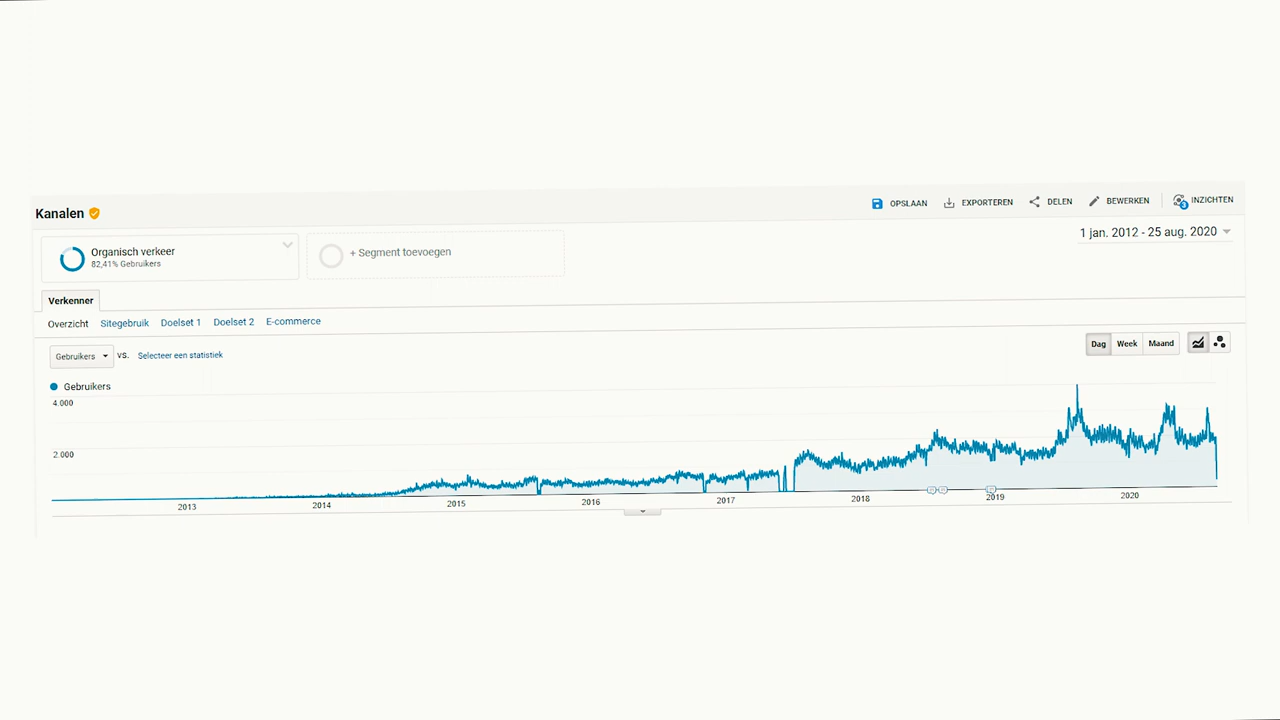 Kanalen
OPSLAAN EXPORTEREN DELEN BEWERKEN INZICHTEN
1 jan. 2012 - 25 aug. 2020
Organisch verkeer
82,41% Gebruikers
+ Segment toevoegen
Verkenner
Overzicht Sitegebruik Doelset 1 Doelset 2 E-commerce
Gebruikers vs. Selecteer een statistiek
Dag Week Maand
Gebruikers
4.000
2.000
2013 2014 2015 2016 2017 2018 2019 2020